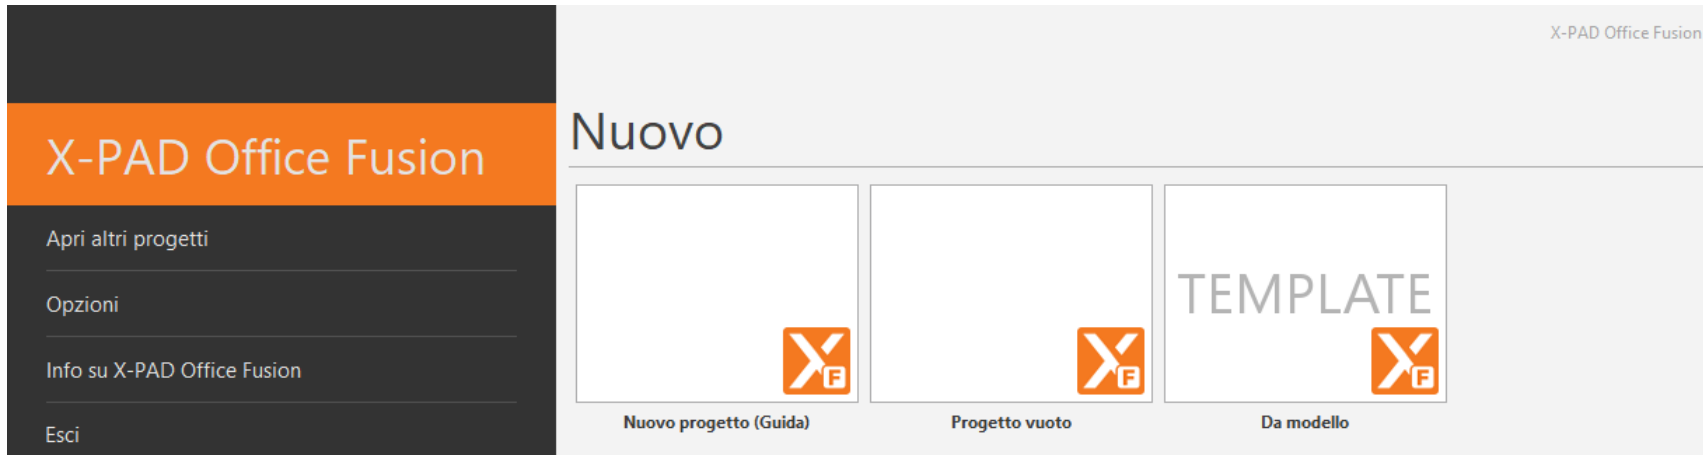 X-PAD Office Fusion
X-PAD Office Fusion
Apri altri progetti
Opzioni
Info su X-PAD Office Fusion
Esci
Nuovo
TEMPLATE
F
F
F
Nuovo progetto (Guida)
Progetto vuoto
Da modello